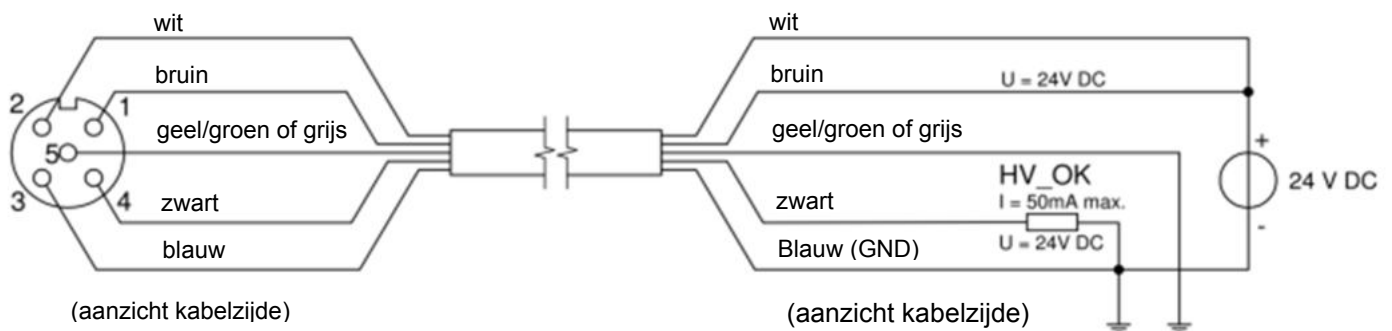 wit
bruin
2
1
geel/groen of grijs
5
3
4
zwart
blauw
(aanzicht kabelzijde)
wit
bruin
U = 24V DC
geel/groen of grijs
+
24 V DC
-
HV_OK
I = 50mA max.
zwart
U = 24V DC
Blauw (GND)
(aanzicht kabelzijde)